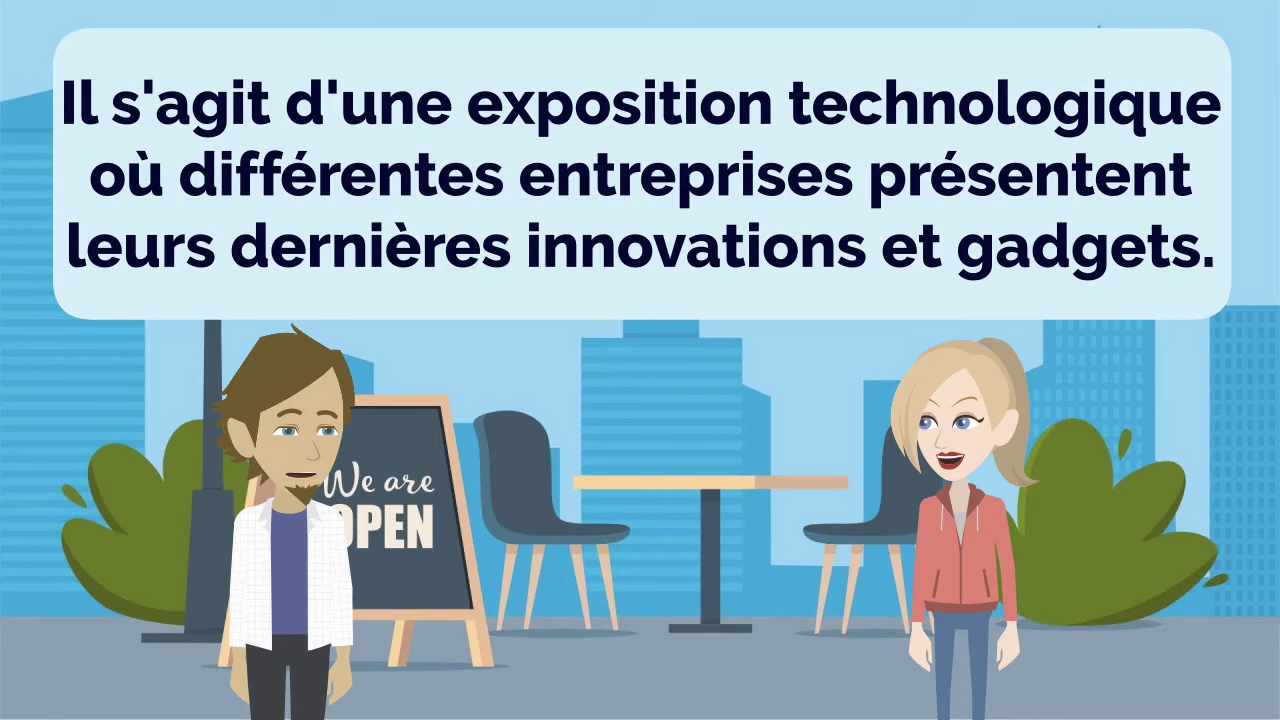 Il s'agit d'une exposition technologique
où différentes entreprises présentent
leurs dernières innovations et gadgets.
We are
OPEN